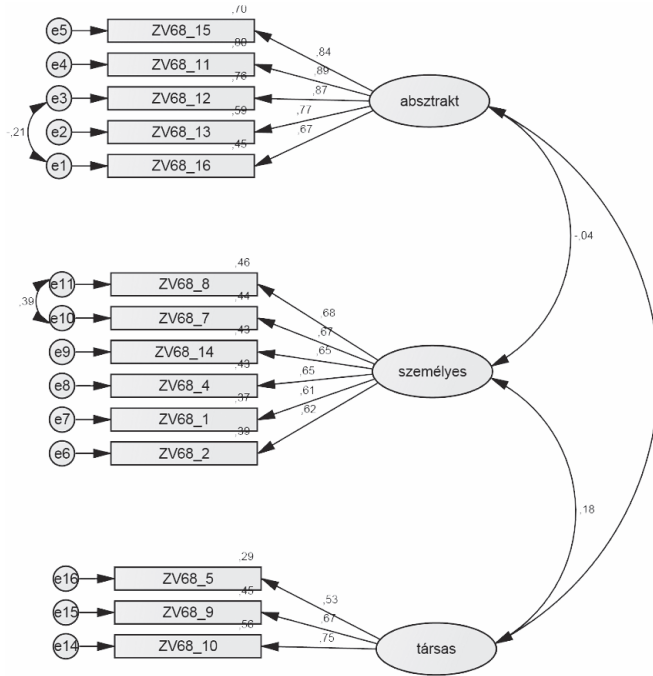 ,70
e5 ZV68_15 ,84
,80
e4 ZV68_11 ,89
,76
e3 ZV68_12 ,87 absztrakt
,59
e2 ZV68_13 ,77
-,21
,45
e1 ZV68_16 ,67
-,04
,46
e11 ZV68_8 ,68
,39
,44
e10 ZV68_7 ,67
,43
e9 ZV68_14 ,65
személyes
,43
e8 ZV68_4 ,65
,37
e7 ZV68_1 ,61
,39
e6 ZV68_2 ,62
,18
,29
e16 ZV68_5 ,53
,45
e15 ZV68_9 ,67
,56
e14 ZV68_10 ,75 társas